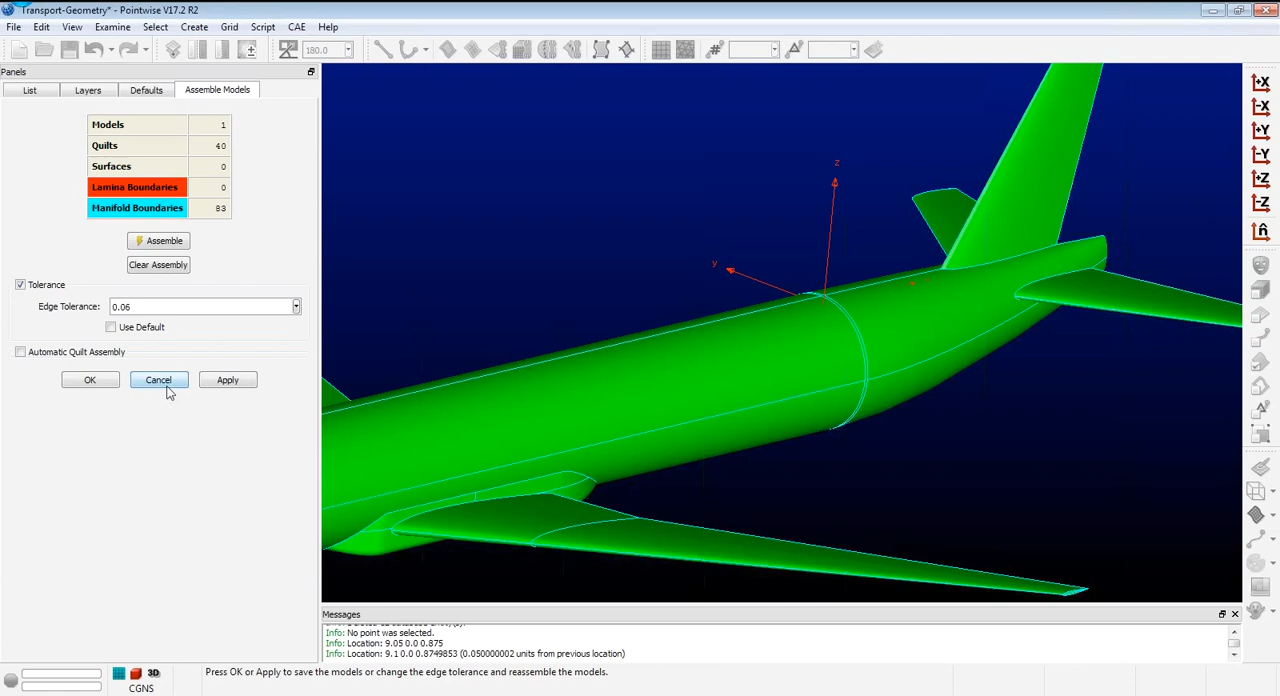 Transport-Geometry* - Pointwise V17.2 R2
File Edit View Examine Select Create Grid Script CAE Help
180.0
Panels
List Layers Defaults Assemble Models
Models 1
Quilts 40
Surfaces 0
Lamina Boundaries 0
Manifold Boundaries 83
Assemble
Clear Assembly
Tolerance
Edge Tolerance: 0.06
Use Default
Automatic Quilt Assembly
OK Cancel Apply
z
y
+X
-X
+Y
-Y
+Z
-Z
n̂
Messages
Info: No point was selected.
Info: Location: 9.05 0.0 0.875
Info: Location: 9.1 0.0 0.8749853 (0.050000002 units from previous location)
3D
CGNS
Press OK or Apply to save the models or change the edge tolerance and reassemble the models.